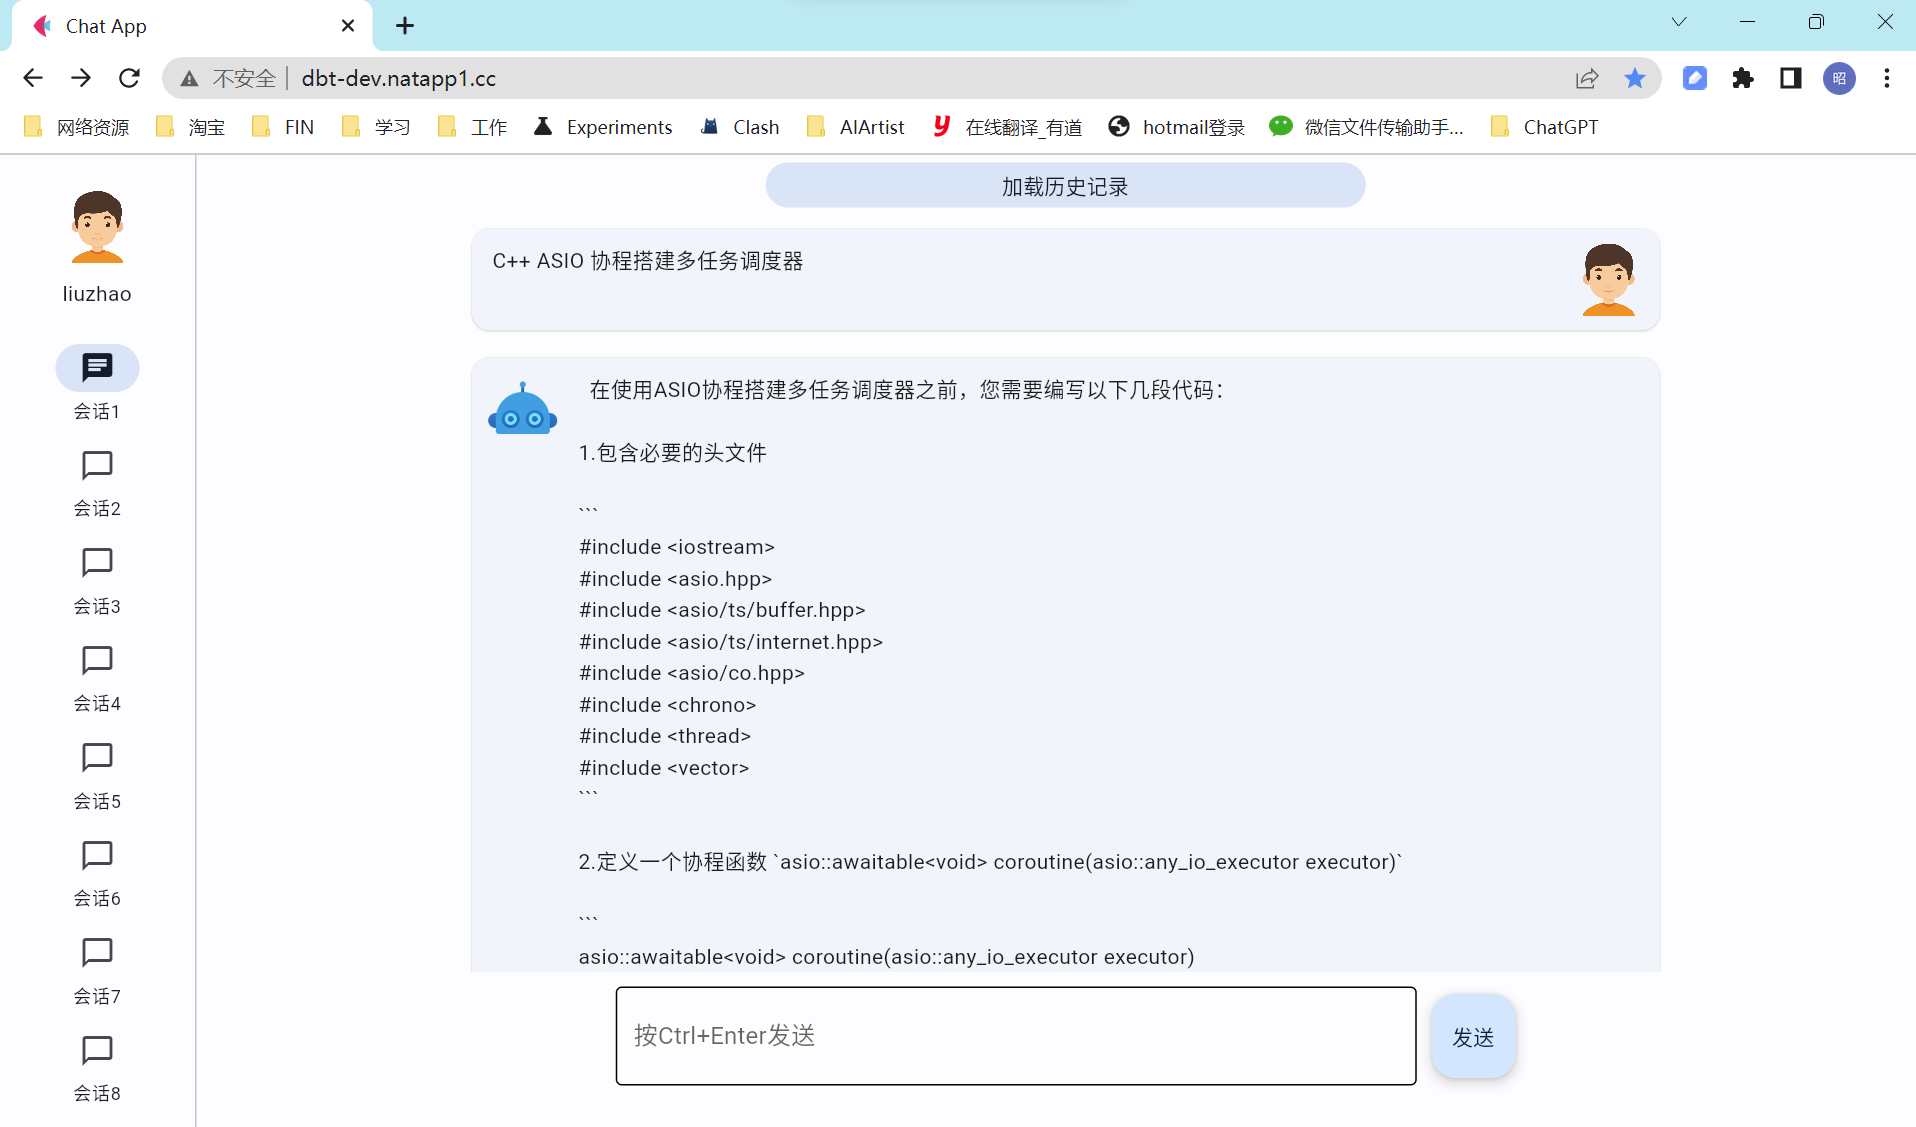 Chat App
不安全
dbt-dev.natapp1.cc
昭
网络资源
淘宝
FIN
学习
工作
Experiments
Clash
AIArtist
在线翻译_有道
hotmail登录
微信文件传输助手...
ChatGPT
liuzhao
会话1
会话2
会话3
会话4
会话5
会话6
会话7
会话8
加载历史记录
C++ ASIO 协程搭建多任务调度器
在使用ASIO协程搭建多任务调度器之前，您需要编写以下几段代码：
1.包含必要的头文件
```
#include <iostream>
#include <asio.hpp>
#include <asio/ts/buffer.hpp>
#include <asio/ts/internet.hpp>
#include <asio/co.hpp>
#include <chrono>
#include <thread>
#include <vector>
```
2.定义一个协程函数 `asio::awaitable<void> coroutine(asio::any_io_executor executor)`
```
asio::awaitable<void> coroutine(asio::any_io_executor executor)
按Ctrl+Enter发送
发送